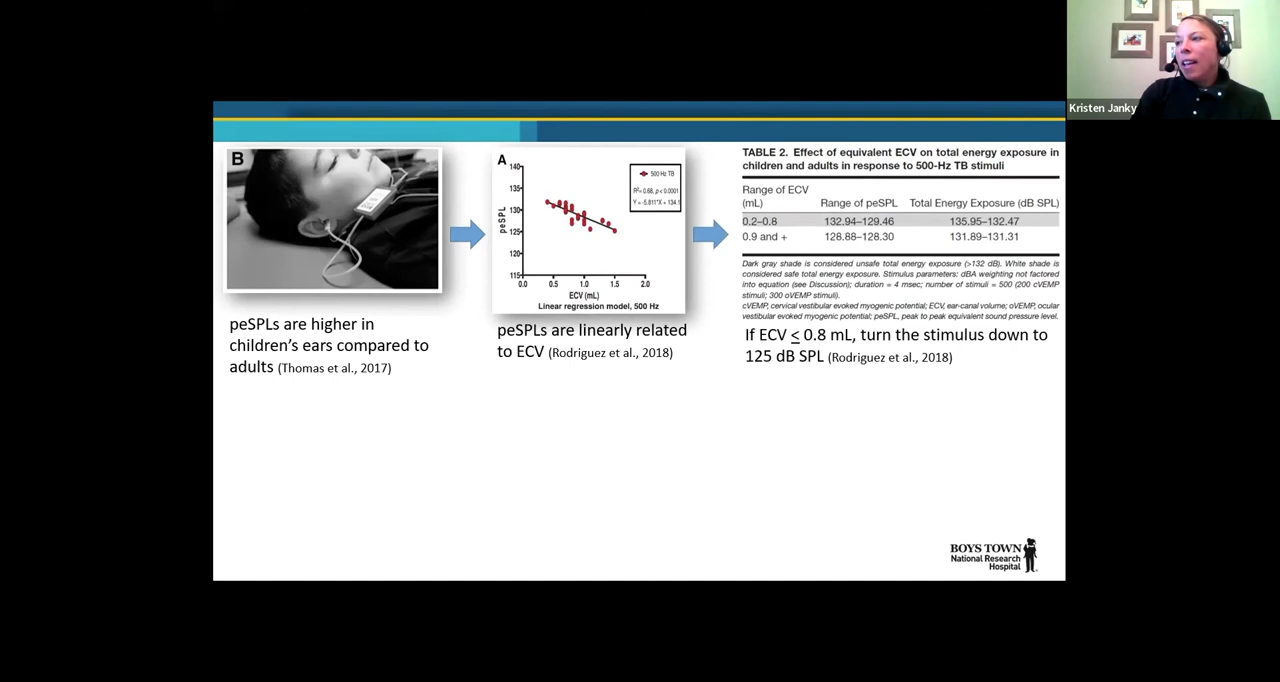 Kristen Janky
B
peSPLs are higher in
children's ears compared to
adults (Thomas et al., 2017)
A
140
135
130
125
120
115
peSPL
0.0 0.5 1.0 1.5 2.0
ECV (mL)
500 Hz TB
R²= 0.68, p < 0.0001
Y = -5.811*X + 134.
Linear regression model, 500 Hz
peSPLs are linearly related
to ECV (Rodriguez et al., 2018)
TABLE 2. Effect of equivalent ECV on total energy exposure in
children and adults in response to 500-Hz TB stimuli
Range of ECV
(mL) Range of peSPL Total Energy Exposure (dB SPL)
0.2–0.8 132.94–129.46 135.95–132.47
0.9 and + 128.88–128.30 131.89–131.31
Dark gray shade is considered unsafe total energy exposure (>132 dB). White shade is
considered safe total energy exposure. Stimulus parameters: dBA weighting not factored
into equation (see Discussion); duration = 4 msec; number of stimuli = 500 (200 cVEMP
stimuli; 300 oVEMP stimuli).
cVEMP, cervical vestibular evoked myogenic potential; ECV, ear-canal volume; oVEMP, ocular
vestibular evoked myogenic potential; peSPL, peak to peak equivalent sound pressure level.
If ECV ≤ 0.8 mL, turn the stimulus down to
125 dB SPL (Rodriguez et al., 2018)
BOYS TOWN
National Research
Hospital